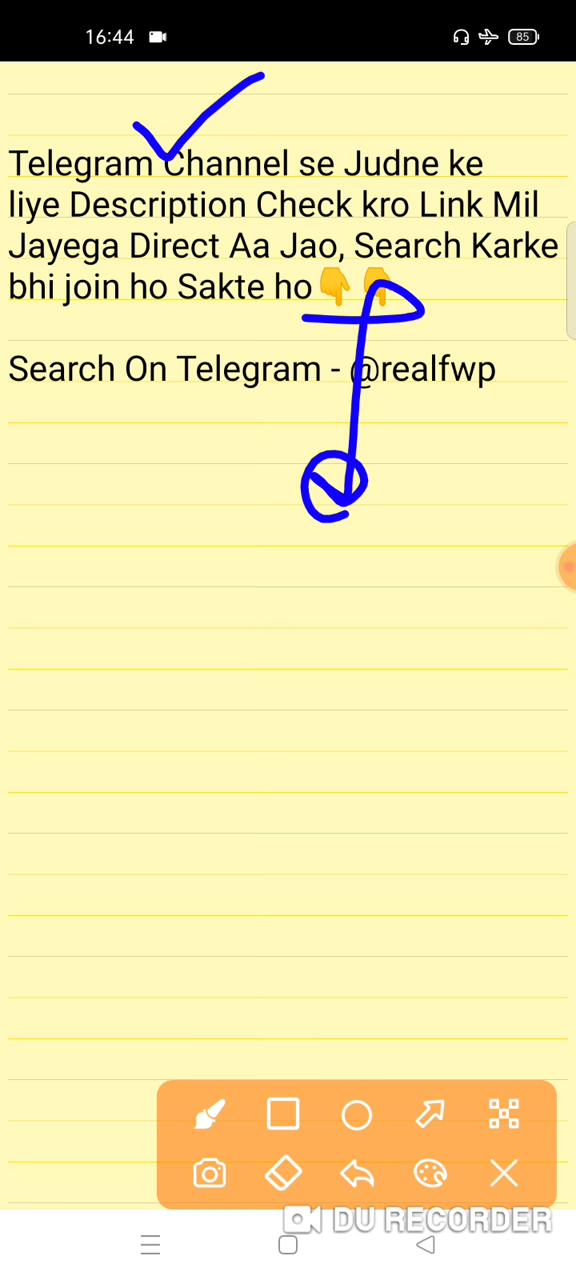 16:44
85
Telegram Channel se Judne ke
liye Description Check kro Link Mil
Jayega Direct Aa Jao, Search Karke
bhi join ho Sakte ho👇👇
Search On Telegram - @realfwp
DU RECORDER